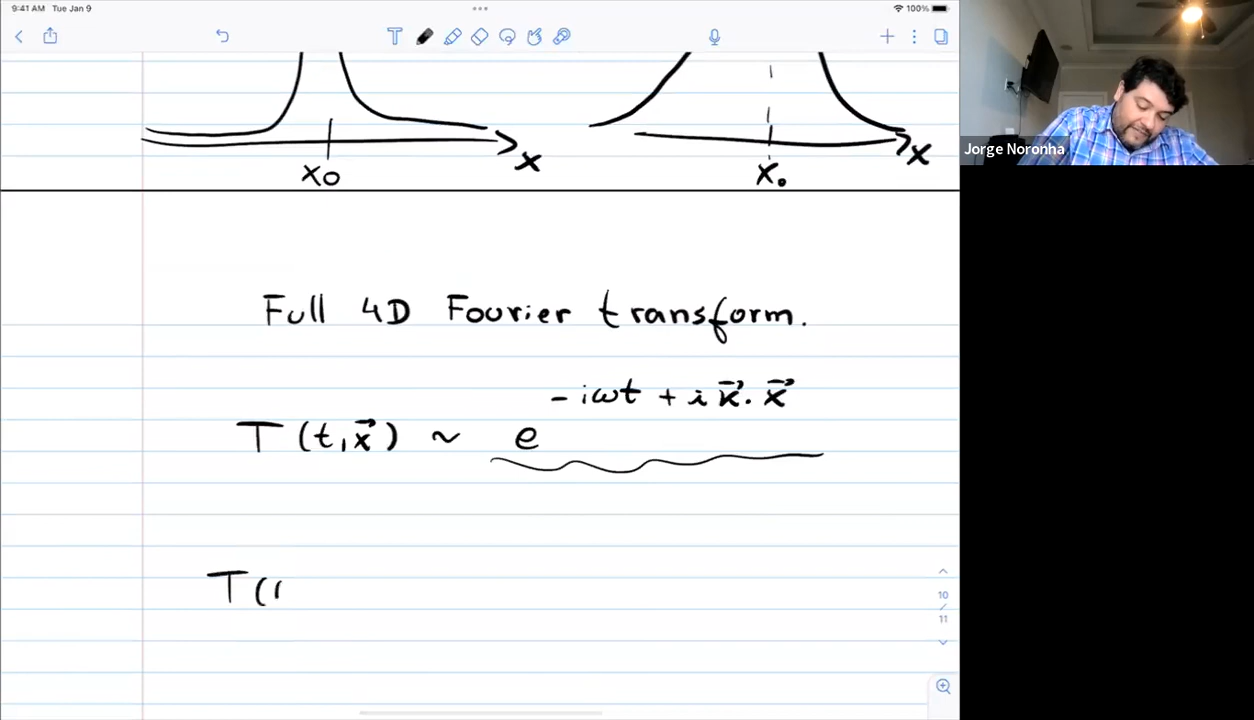 9:41 AM Tue Jan 9
100%
T
Jorge Noronha
x
x
x0
x₀
Full 4D Fourier transform.
T(t,x⃗) ~ e^{-iωt + i k⃗·x⃗}
10
11
T(